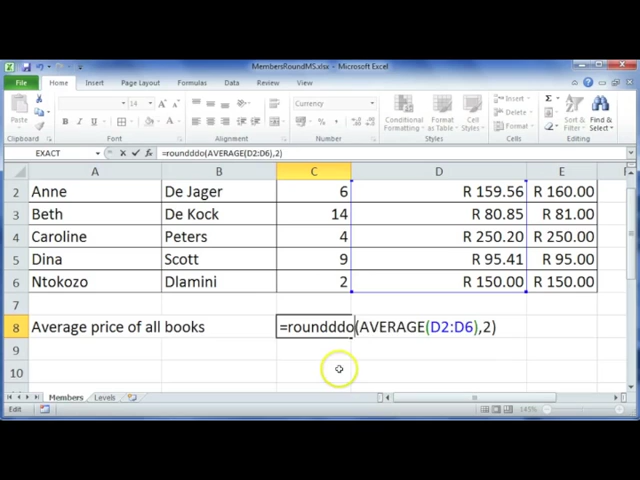 MembersRoundMS.xlsx - Microsoft Excel
File Home Insert Page Layout Formulas Data Review View
Paste
Clipboard
B I U
Font
Alignment
Currency
Number
Conditional Formatting
Format as Table
Cell Styles
Styles
Insert
Delete
Format
Cells
Sort & Filter
Find & Select
Editing
EXACT =roundddo(AVERAGE(D2:D6),2)
A B C D E F
2 Anne De Jager 6 R 159.56 R 160.00
3 Beth De Kock 14 R 80.85 R 81.00
4 Caroline Peters 4 R 250.20 R 250.00
5 Dina Scott 9 R 95.41 R 95.00
6 Ntokozo Dlamini 2 R 150.00 R 150.00
7
8 Average price of all books =roundddo(AVERAGE(D2:D6),2)
9
10
Members Levels
Edit 145%